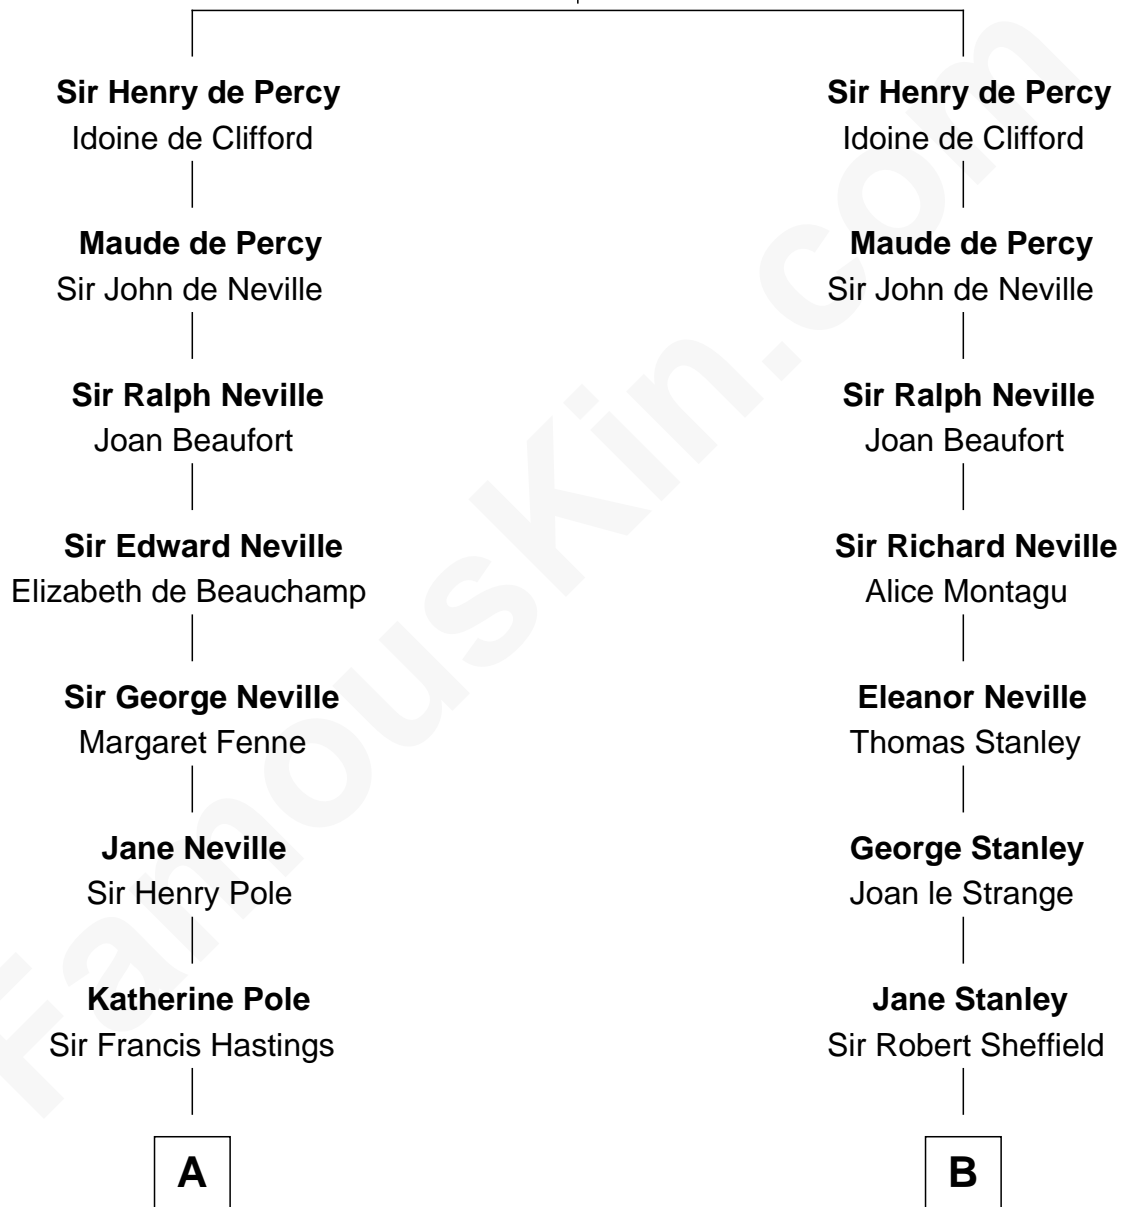 Sir Henry de Percy
Idoine de Clifford
Maude de Percy
Sir John de Neville
Sir Ralph Neville
Joan Beaufort
Sir Edward Neville
Elizabeth de Beauchamp
Sir George Neville
Margaret Fenne
Jane Neville
Sir Henry Pole
Katherine Pole
Sir Francis Hastings
A
Sir Henry de Percy
Idoine de Clifford
Maude de Percy
Sir John de Neville
Sir Ralph Neville
Joan Beaufort
Sir Richard Neville
Alice Montagu
Eleanor Neville
Thomas Stanley
George Stanley
Joan le Strange
Jane Stanley
Sir Robert Sheffield
B
FamousKin.com